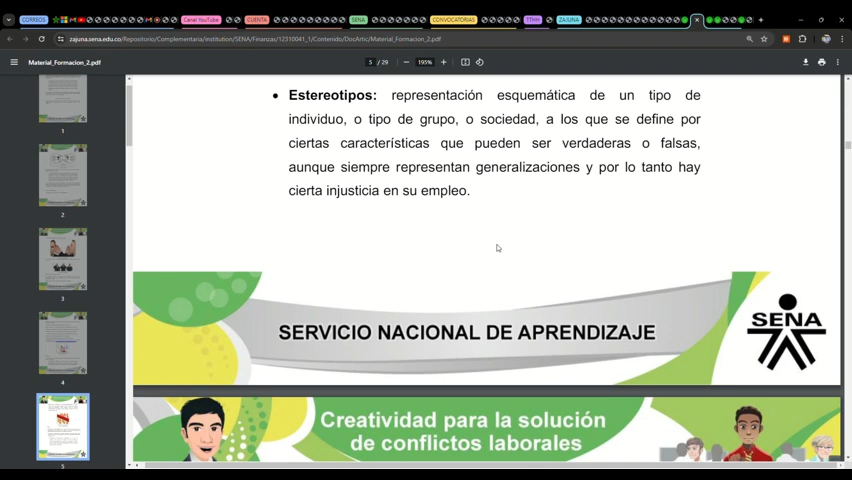 CORREOS
Canal YouTube
CUENTA
SENA
CONVOCATORIAS
TTHH
ZAJUNA
zajuna.sena.edu.co/Repositorio/Complementaria/institution/SENA/Finanzas/12310041_1/Contenido/DocArtic/Material_Formacion_2.pdf
Material_Formacion_2.pdf
5 / 29
195%
• Estereotipos: representación esquemática de un tipo de
individuo, o tipo de grupo, o sociedad, a los que se define por
ciertas características que pueden ser verdaderas o falsas,
aunque siempre representan generalizaciones y por lo tanto hay
cierta injusticia en su empleo.
1
2
3
4
5
SERVICIO NACIONAL DE APRENDIZAJE
SENA
Creatividad para la solución
de conflictos laborales